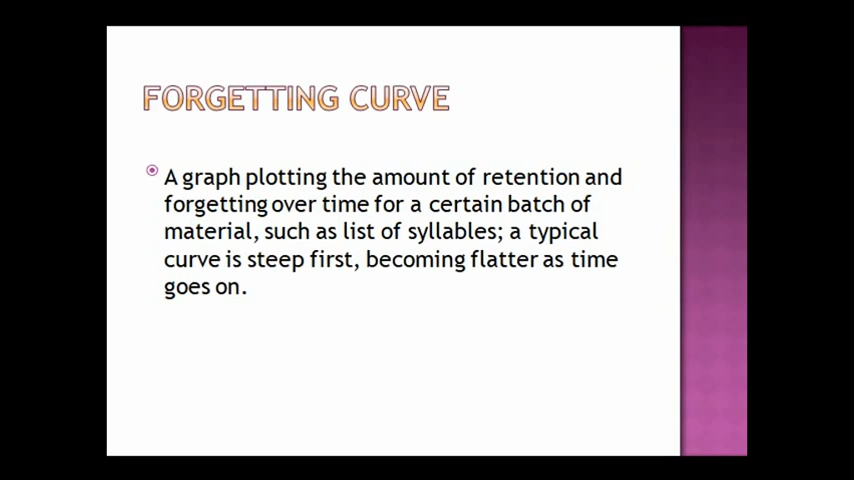 FORGETTING CURVE
A graph plotting the amount of retention and
forgetting over time for a certain batch of
material, such as list of syllables; a typical
curve is steep first, becoming flatter as time
goes on.